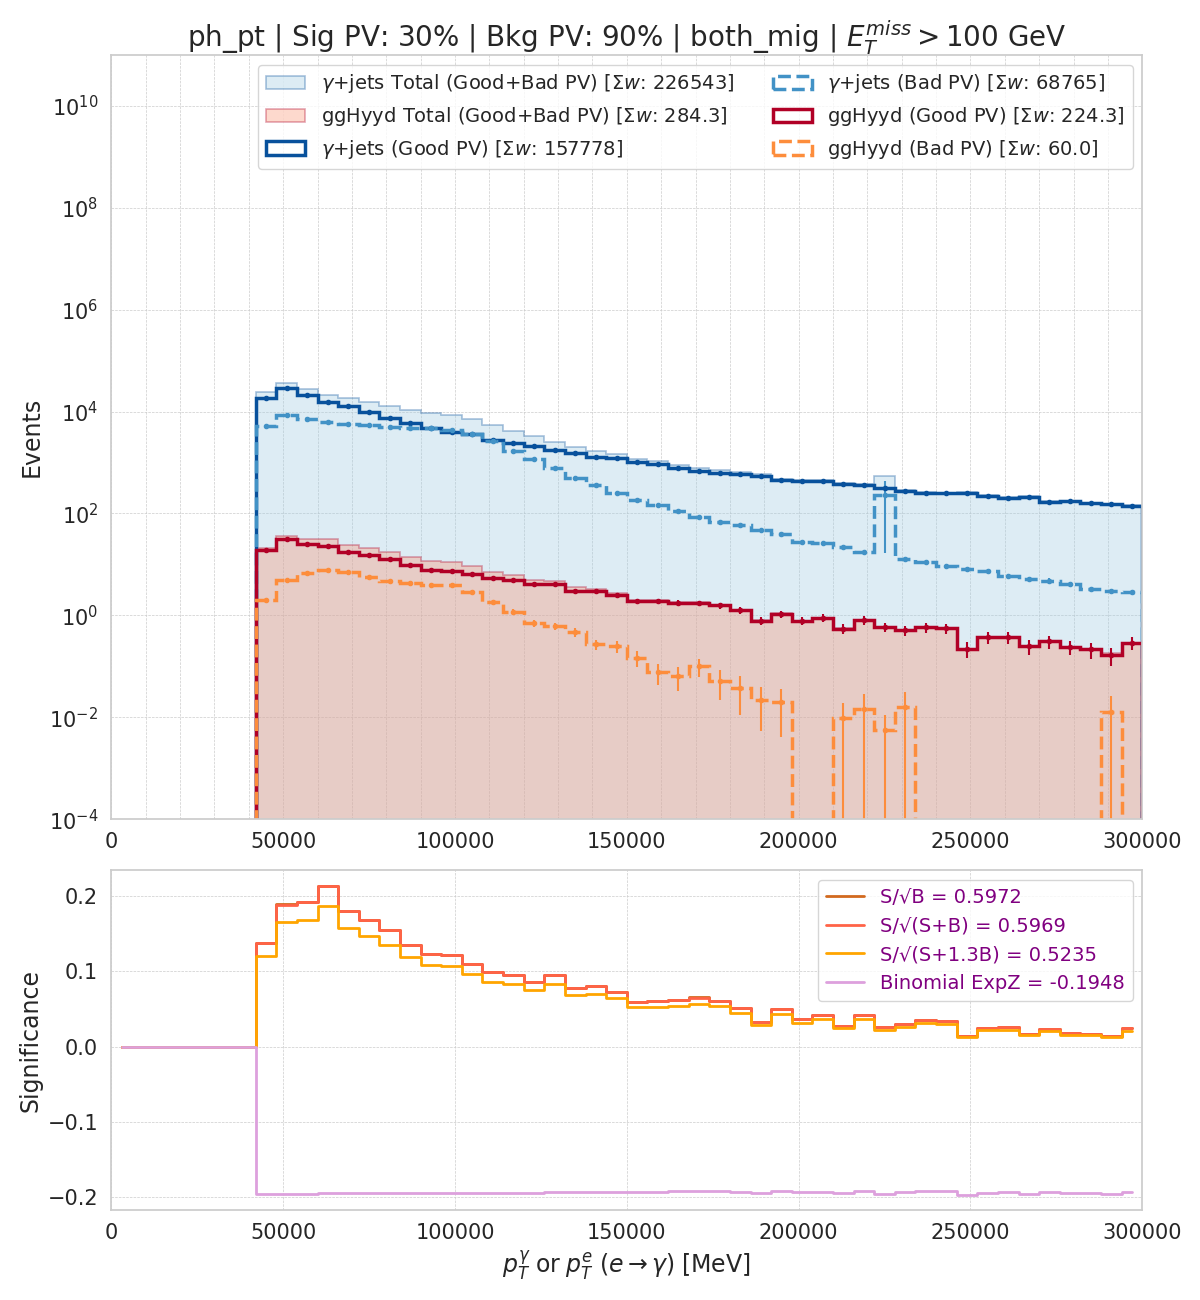 ph_pt | Sig PV: 30% | Bkg PV: 90% | both_mig | $E_T^{miss} > 100$ GeV
γ+jets Total (Good+Bad PV) [Σw: 226543]
ggHyyd Total (Good+Bad PV) [Σw: 284.3]
γ+jets (Good PV) [Σw: 157778]
γ+jets (Bad PV) [Σw: 68765]
ggHyyd (Good PV) [Σw: 224.3]
ggHyyd (Bad PV) [Σw: 60.0]
Events
$10^{10}$
$10^{8}$
$10^{6}$
$10^{4}$
$10^{2}$
$10^{0}$
$10^{-2}$
$10^{-4}$
0 50000 100000 150000 200000 250000 300000
S/√B = 0.5972
S/√(S+B) = 0.5969
S/√(S+1.3B) = 0.5235
Binomial ExpZ = -0.1948
Significance
0.2
0.1
0.0
−0.1
−0.2
0 50000 100000 150000 200000 250000 300000
$p_T^γ$ or $p_T^e$ (e→γ) [MeV]